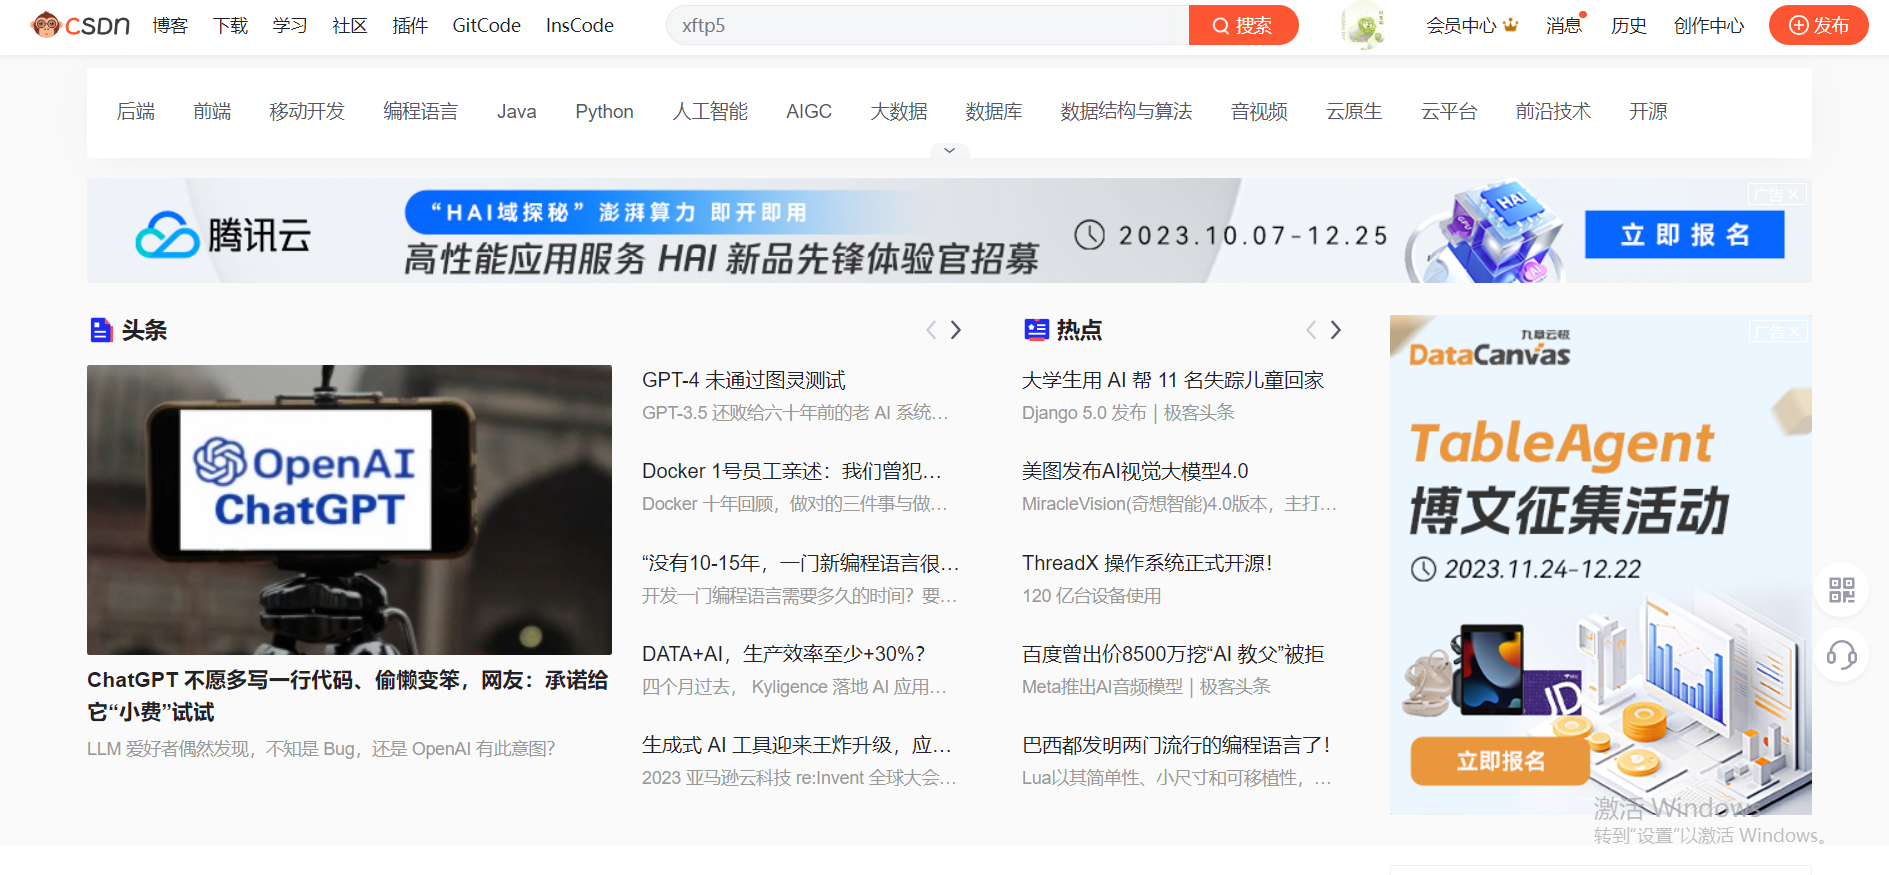 CSDN 博客 下载 学习 社区 插件 GitCode InsCode xftp5 搜索 会员中心 消息 历史 创作中心 发布
后端 前端 移动开发 编程语言 Java Python 人工智能 AIGC 大数据 数据库 数据结构与算法 音视频 云原生 云平台 前沿技术 开源
广告
腾讯云
“HAI域探秘” 澎湃算力 即开即用
高性能应用服务 HAI 新品先锋体验官招募
2023.10.07-12.25
HAI
GPU
AI
立即报名
头条
OpenAI
ChatGPT
ChatGPT 不愿多写一行代码、偷懒变笨，网友：承诺给
它“小费”试试
LLM 爱好者偶然发现，不知是 Bug，还是 OpenAI 有此意图？
GPT-4 未通过图灵测试
GPT-3.5 还败给六十年前的老 AI 系统…
Docker 1号员工亲述：我们曾犯…
Docker 十年回顾，做对的三件事与做…
“没有10-15年，一门新编程语言很…
开发一门编程语言需要多久的时间？要…
DATA+AI，生产效率至少+30%？
四个月过去， Kyligence 落地 AI 应用…
生成式 AI 工具迎来王炸升级，应…
2023 亚马逊云科技 re:Invent 全球大会…
热点
大学生用 AI 帮 11 名失踪儿童回家
Django 5.0 发布 | 极客头条
美图发布AI视觉大模型4.0
MiracleVision(奇想智能)4.0版本，主打…
ThreadX 操作系统正式开源！
120 亿台设备使用
百度曾出价8500万挖“AI 教父”被拒
Meta推出AI音频模型 | 极客头条
巴西都发明两门流行的编程语言了！
Lua以其简单性、小尺寸和可移植性，…
广告
九章云极
DataCanvas
TableAgent
博文征集活动
2023.11.24-12.22
立即报名
激活 Windows
转到“设置”以激活 Windows。